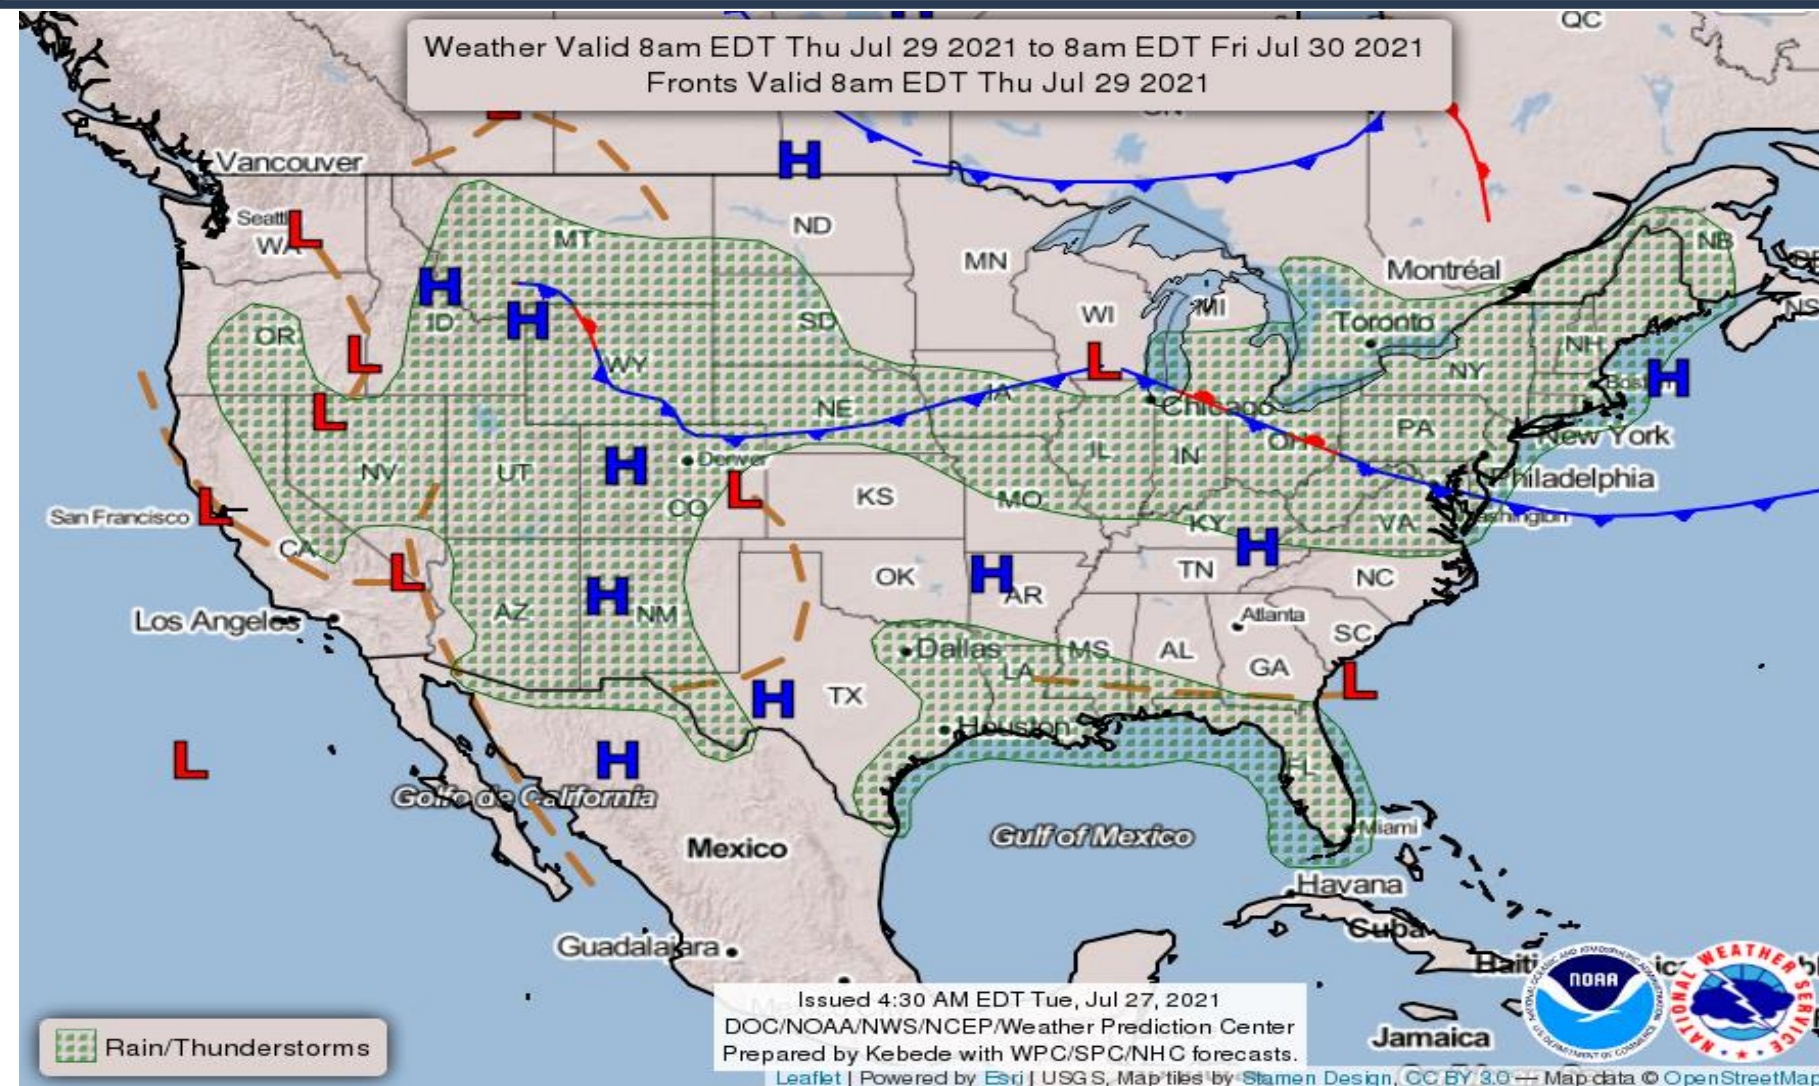 Weather Valid 8am EDT Thu Jul 29 2021 to 8am EDT Fri Jul 30 2021
Fronts Valid 8am EDT Thu Jul 29 2021
QC
H
Vancouver
L
Seattl
WA
MT
ND
MN
WI
MI
Montréal
NB
NS
H
H
ID
OR
L
L
WY
SD
NE
IA
L
Chicago
Toronto
NY
NH
Bost
H
PA
New York
OH
IN
IL
Philadelphia
Washington
NV
UT
H
Denver
CO
L
KS
MO
KY
VA
San Francisco
L
CA
L
Los Angeles
AZ
H
NM
OK
H
AR
TN
H
NC
Atlanta
SC
GA
AL
MS
LA
Dallas
TX
H
Houston
L
FL
L
H
Golfo de California
Mexico
Gulf of Mexico
Miami
Havana
Cuba
Guadalajara
Haiti
Jamaica
NOAA
NATIONAL WEATHER SERVICE
Rain/Thunderstorms
Issued 4:30 AM EDT Tue, Jul 27, 2021
DOC/NOAA/NWS/NCEP/Weather Prediction Center
Prepared by Kebede with WPC/SPC/NHC forecasts.
Leaflet | Powered by Esri | USGS, Map tiles by Stamen Design, CC BY 3.0 — Map data © OpenStreetMap